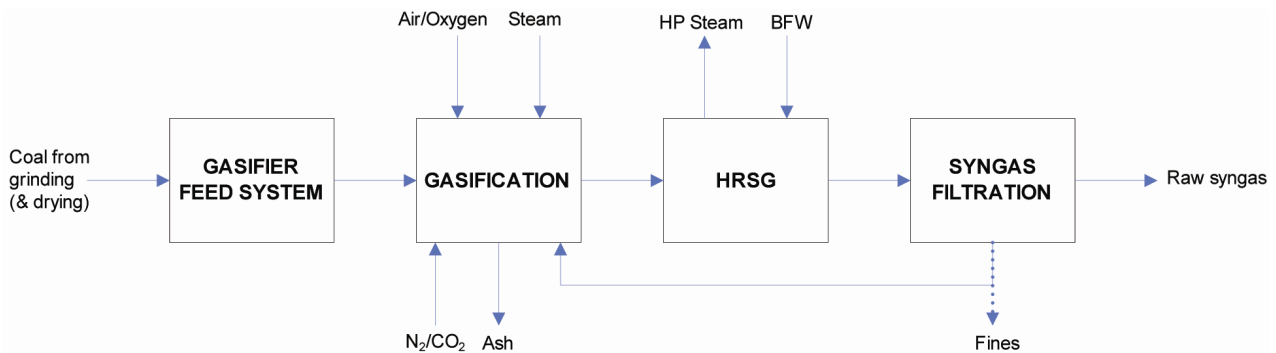 Air/Oxygen
Steam
HP Steam
BFW
Coal from
grinding
(& drying)
GASIFIER
FEED SYSTEM
GASIFICATION
HRSG
SYNGAS
FILTRATION
Raw syngas
N₂/CO₂
Ash
Fines